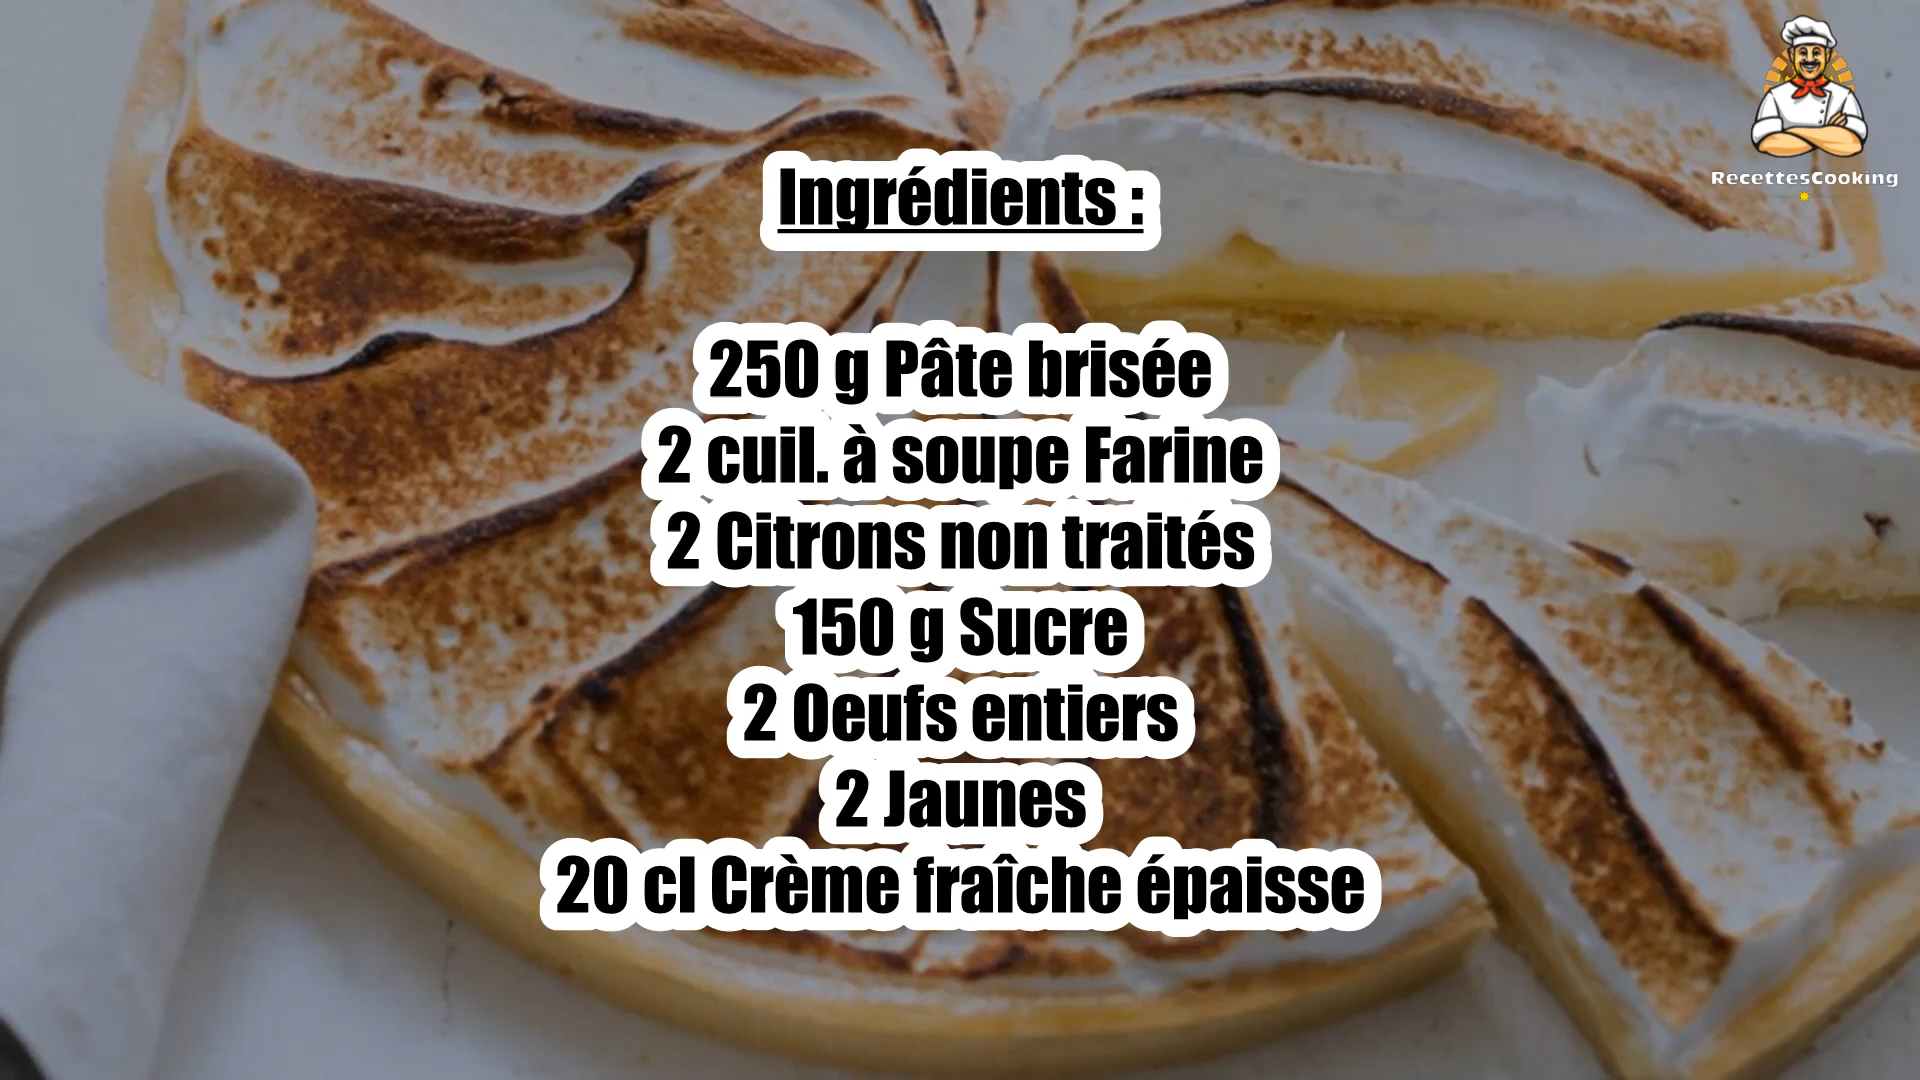 RecettesCooking
Ingrédients :
250 g Pâte brisée
2 cuil. à soupe Farine
2 Citrons non traités
150 g Sucre
2 Oeufs entiers
2 Jaunes
20 cl Crème fraîche épaisse